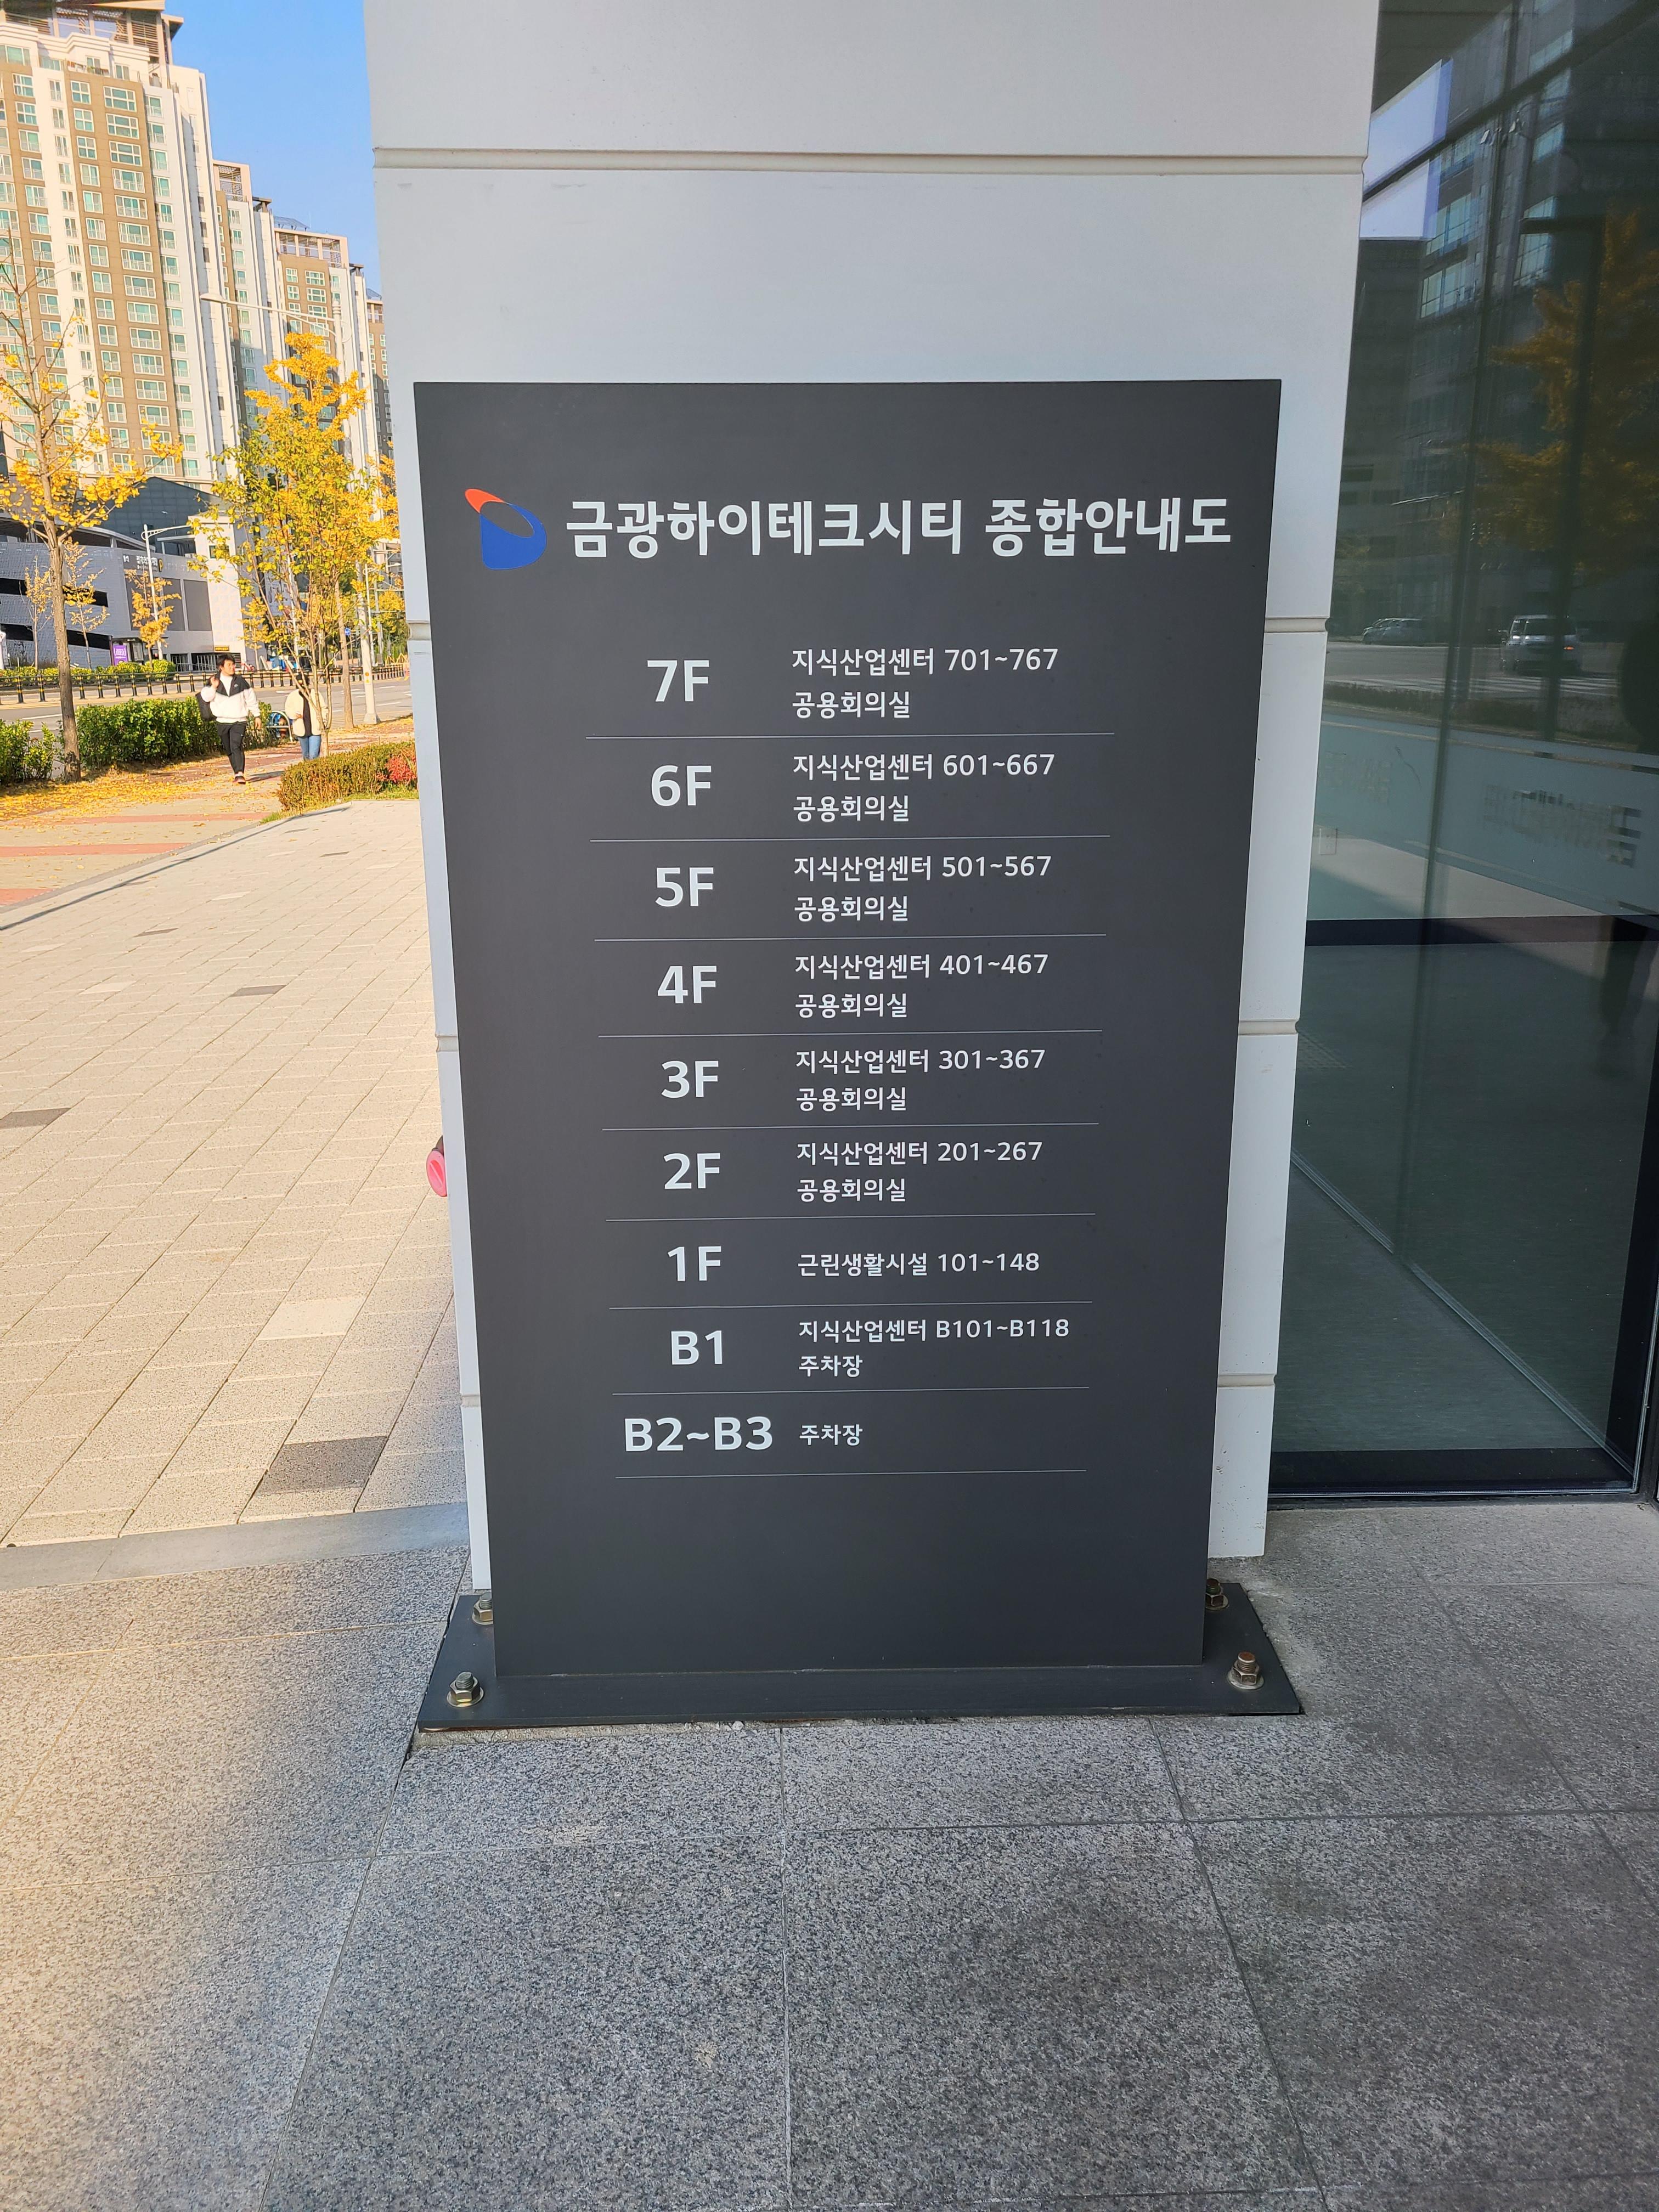 금광하이테크시티 종합안내도
7F 지식산업센터 701~767
공용회의실
6F 지식산업센터 601~667
공용회의실
5F 지식산업센터 501~567
공용회의실
4F 지식산업센터 401~467
공용회의실
3F 지식산업센터 301~367
공용회의실
2F 지식산업센터 201~267
공용회의실
1F 근린생활시설 101~148
B1 지식산업센터 B101~B118
주차장
B2~B3 주차장